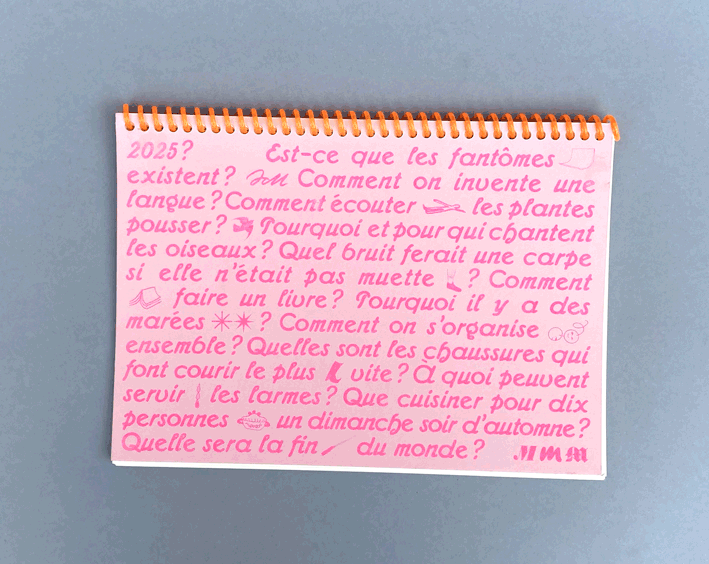 2025? Est-ce que les fantômes
existent? Comment on invente une
langue? Comment écouter les plantes
pousser? Pourquoi et pour qui chantent
les oiseaux? Quel bruit ferait une carpe
si elle n'était pas muette ? Comment
faire un livre? Pourquoi il y a des
marées ? Comment on s'organise
ensemble? Quelles sont les chaussures qui
font courir le plus vite? À quoi peuvent
servir les larmes? Que cuisiner pour dix
personnes un dimanche soir d'automne?
Quelle sera la fin du monde? M M M